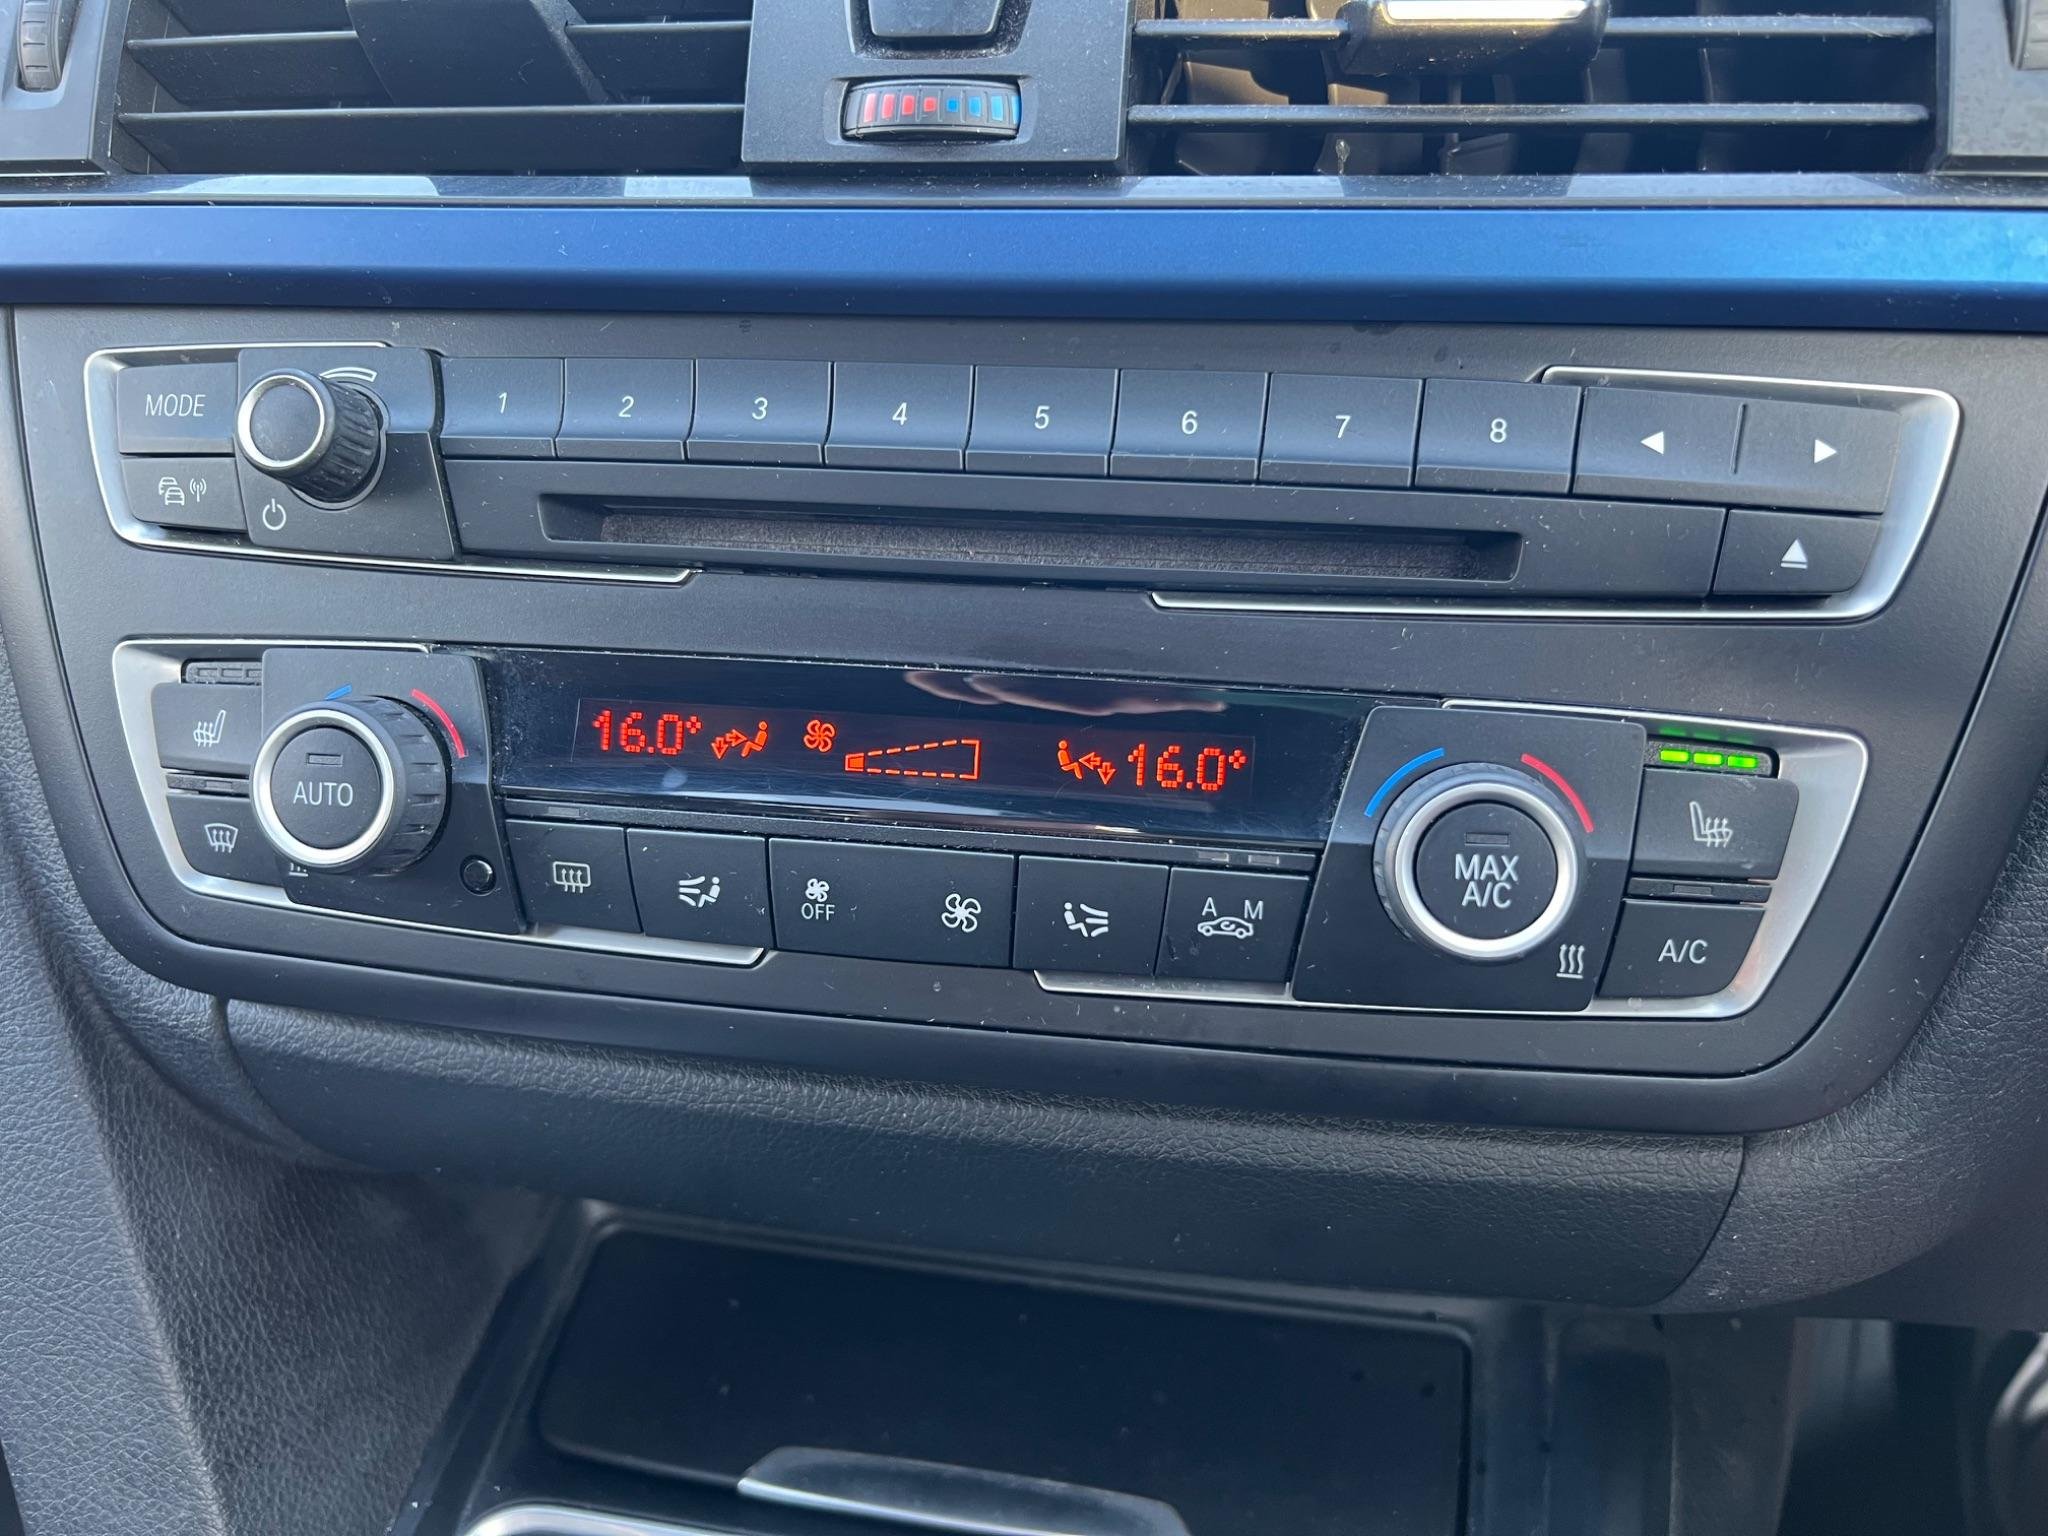 MODE
1 2 3 4 5 6 7 8
16.0° 16.0°
AUTO
OFF
A M
MAX
A/C
A/C